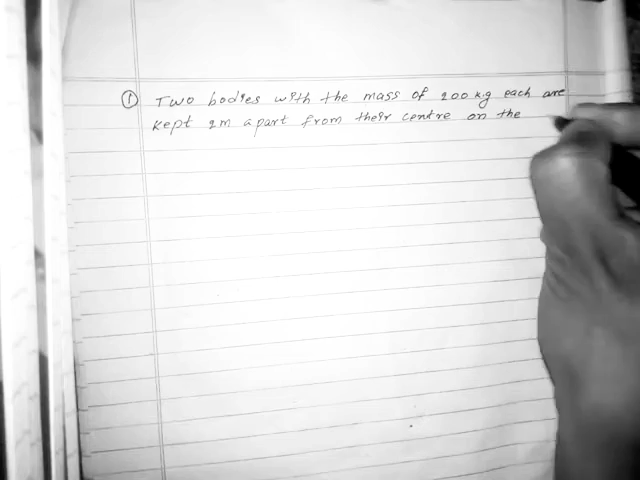 ① Two bodies with the mass of 200 kg each are
kept 2m apart from their centre on the